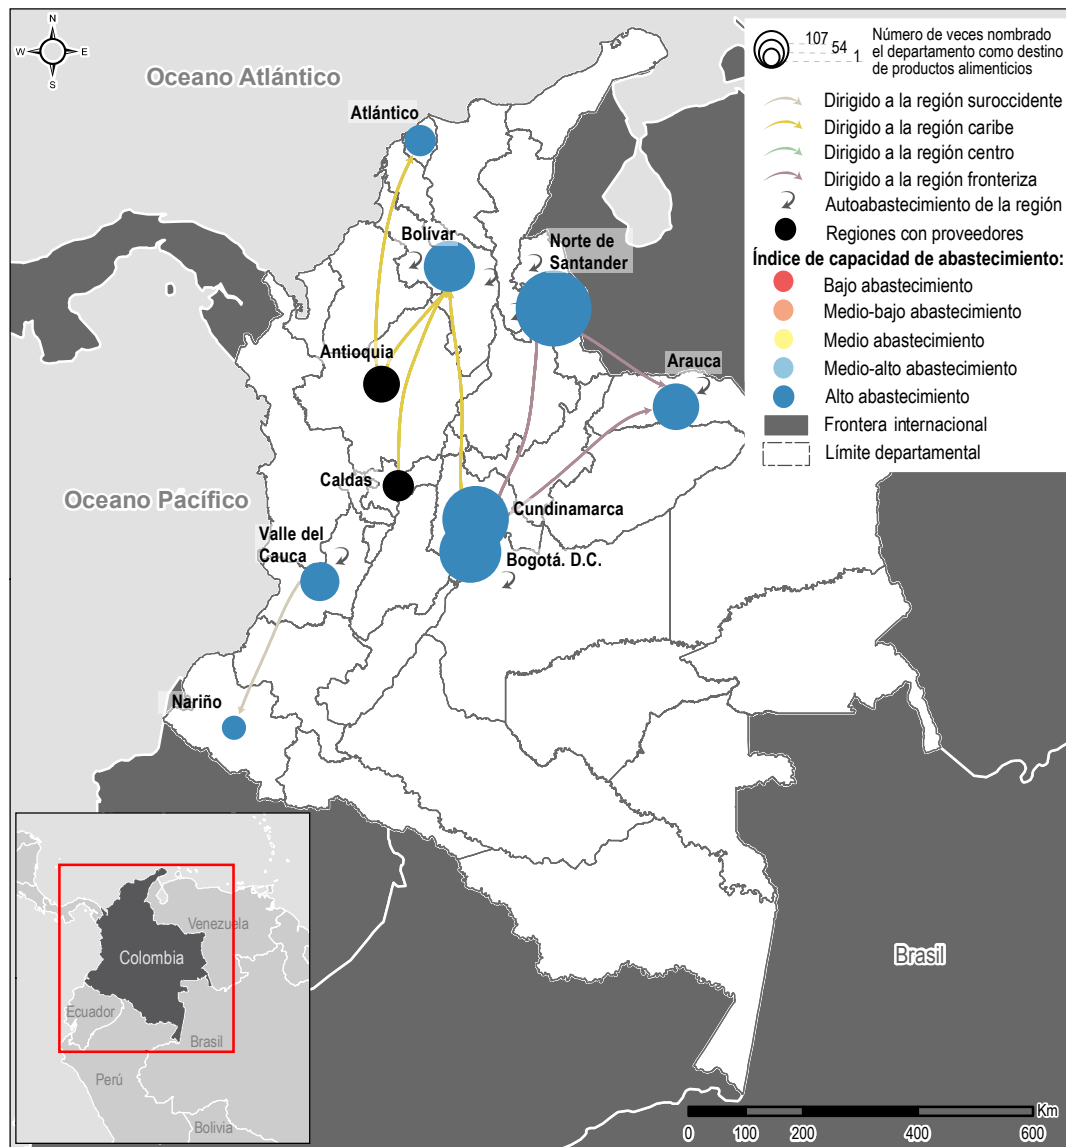 N
W
E
S
Oceano Atlántico
Atlántico
Bolívar
Norte de
Santander
Antioquia
Arauca
Caldas
Oceano Pacífico
Cundinamarca
Valle del
Cauca
Bogotá. D.C.
Nariño
Brasil
107
54
1
Número de veces nombrado
el departamento como destino
de productos alimenticios
Dirigido a la región suroccidente
Dirigido a la región caribe
Dirigido a la región centro
Dirigido a la región fronteriza
Autoabastecimiento de la región
Regiones con proveedores
Índice de capacidad de abastecimiento:
Bajo abastecimiento
Medio-bajo abastecimiento
Medio abastecimiento
Medio-alto abastecimiento
Alto abastecimiento
Frontera internacional
Límite departamental
Venezuela
Colombia
Ecuador
Brasil
Perú
Bolivia
Km
0 100 200 400 600